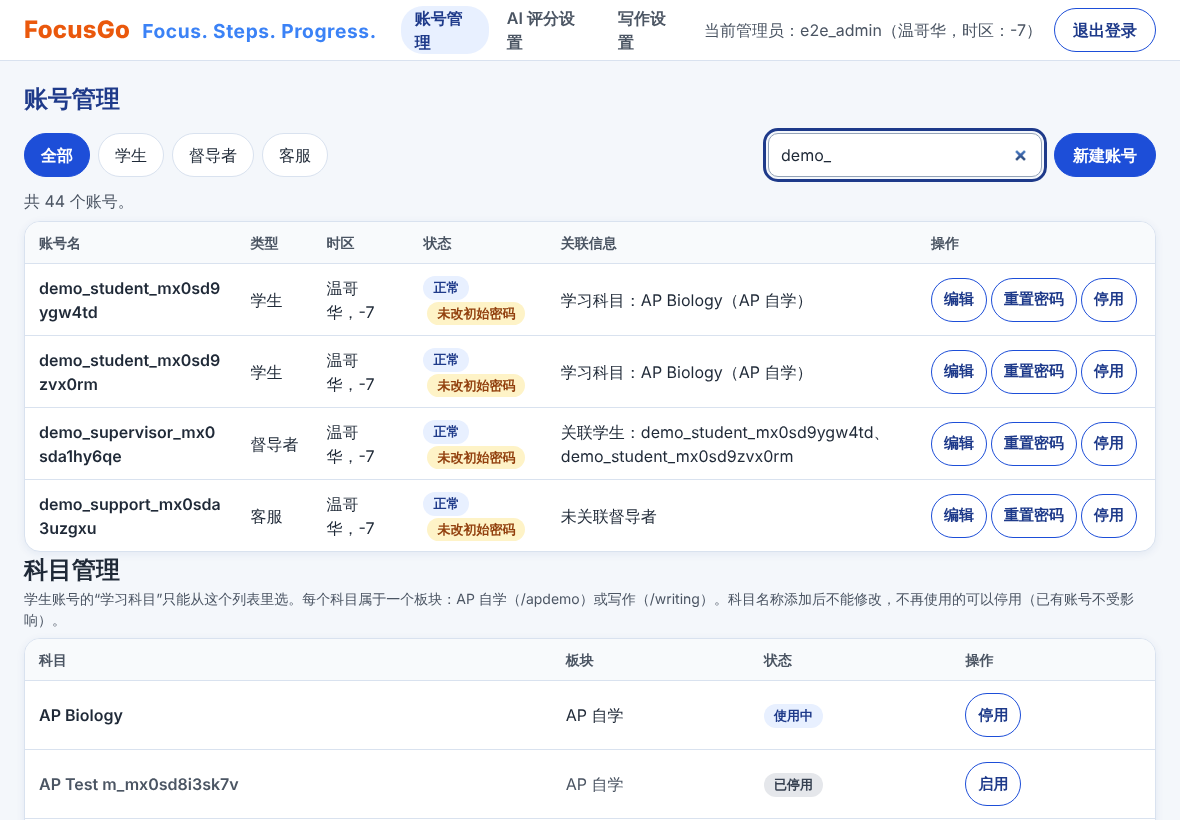 FocusGo Focus. Steps. Progress.
账号管
理
AI 评分设
置
写作设
置
当前管理员：e2e_admin（温哥华，时区：-7）
退出登录
账号管理
全部 学生 督导者 客服
demo_
新建账号
共 44 个账号。
账号名 类型 时区 状态 关联信息 操作
demo_student_mx0sd9
ygw4td
学生
温哥
华，-7
正常
未改初始密码
学习科目：AP Biology（AP 自学）
编辑 重置密码 停用
demo_student_mx0sd9
zvx0rm
学生
温哥
华，-7
正常
未改初始密码
学习科目：AP Biology（AP 自学）
编辑 重置密码 停用
demo_supervisor_mx0
sda1hy6qe
督导者
温哥
华，-7
正常
未改初始密码
关联学生：demo_student_mx0sd9ygw4td、
demo_student_mx0sd9zvx0rm
编辑 重置密码 停用
demo_support_mx0sda
3uzgxu
客服
温哥
华，-7
正常
未改初始密码
未关联督导者
编辑 重置密码 停用
科目管理
学生账号的“学习科目”只能从这个列表里选。每个科目属于一个板块：AP 自学（/apdemo）或写作（/writing）。科目名称添加后不能修改，不再使用的可以停用（已有账号不受影
响）。
科目 板块 状态 操作
AP Biology AP 自学 使用中 停用
AP Test m_mx0sd8i3sk7v AP 自学 已停用 启用